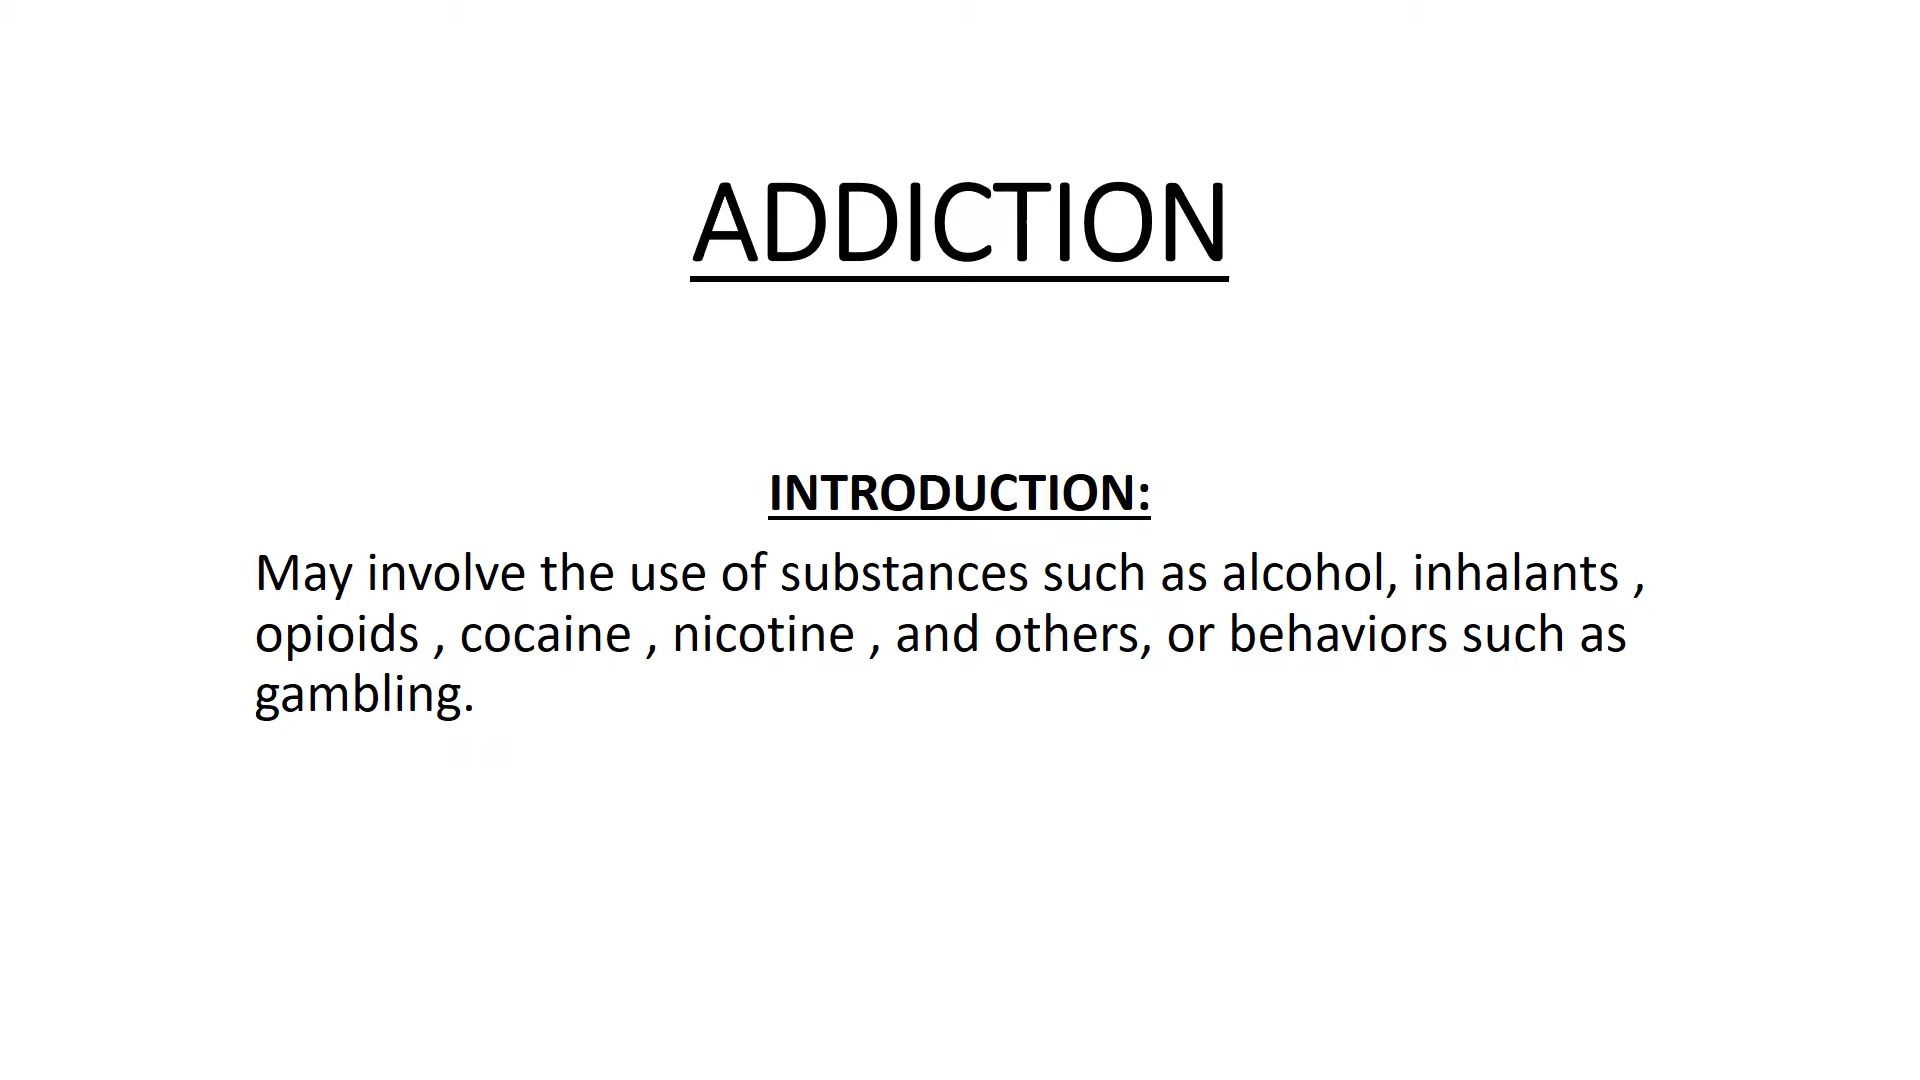 ADDICTION
INTRODUCTION:
May involve the use of substances such as alcohol, inhalants ,
opioids , cocaine , nicotine , and others, or behaviors such as
gambling.